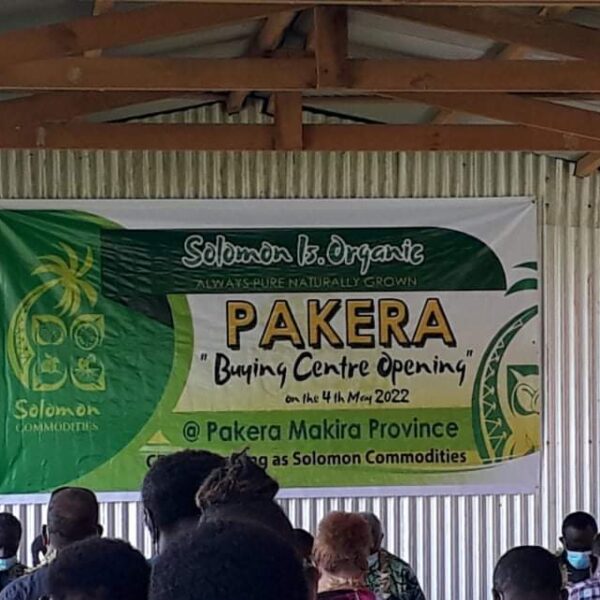 Solomon Is. Organic
ALWAYS PURE NATURALLY GROWN
PAKERA
"Buying Centre Opening"
on the 4th May 2022
@ Pakera Makira Province
as Solomon Commodities
Solomon
COMMODITIES